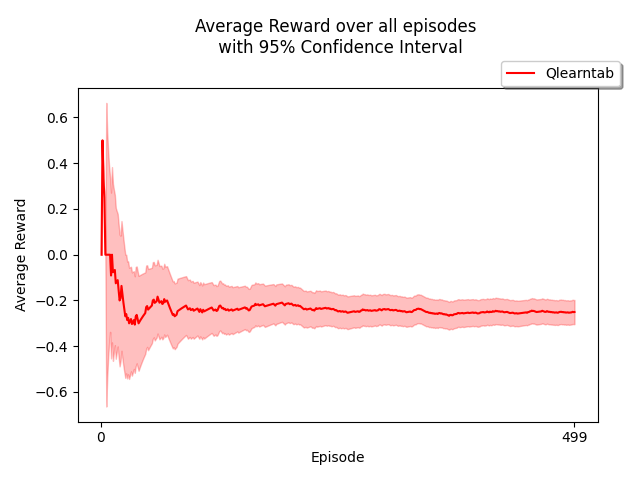 Average Reward over all episodes
with 95% Confidence Interval
Qlearntab
0.6
0.4
0.2
0.0
−0.2
−0.4
−0.6
Average Reward
0
499
Episode